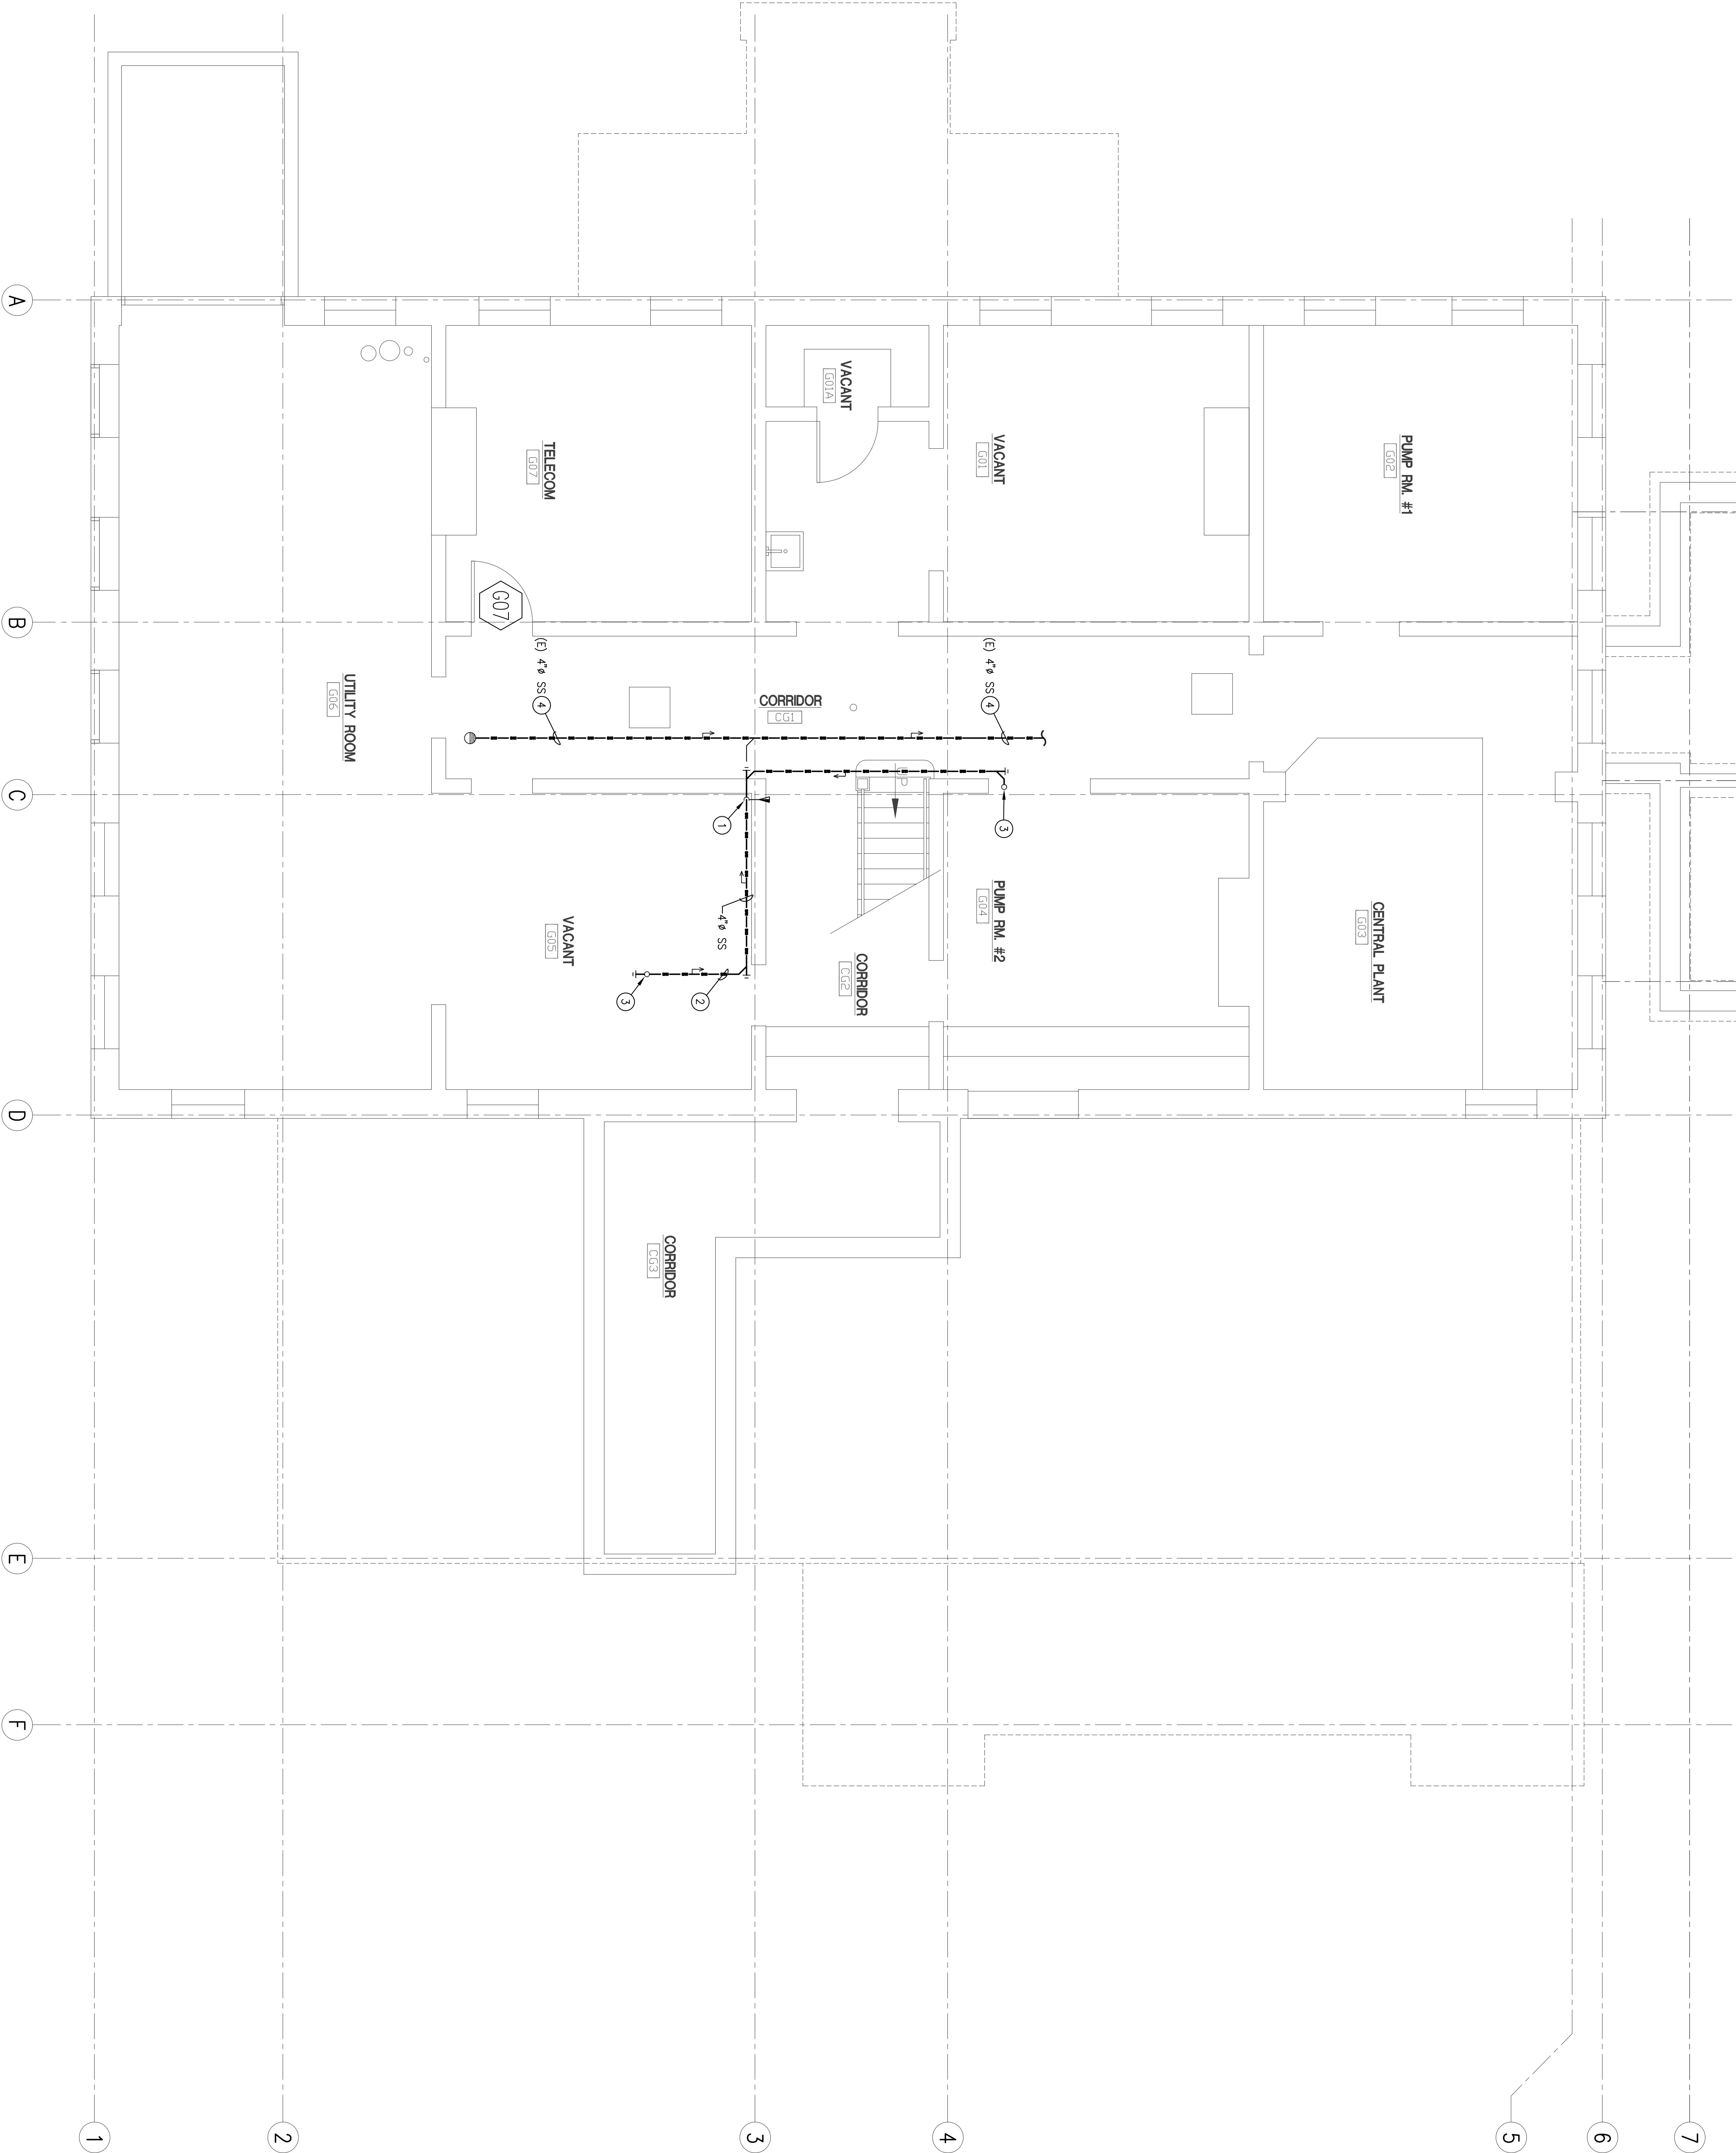 A
B
C
D
E
F
1
2
3
4
5
6
7
PUMP RM. #1
G02
VACANT
G01
VACANT
G01A
TELECOM
G07
G07
UTILITY ROOM
G06
CORRIDOR
CG1
(E) 4"ø SS
4
(E) 4"ø SS
4
UP
CENTRAL PLANT
G03
PUMP RM. #2
G04
CORRIDOR
CG2
VACANT
G05
4"ø SS
1
2
3
3
CORRIDOR
CG3